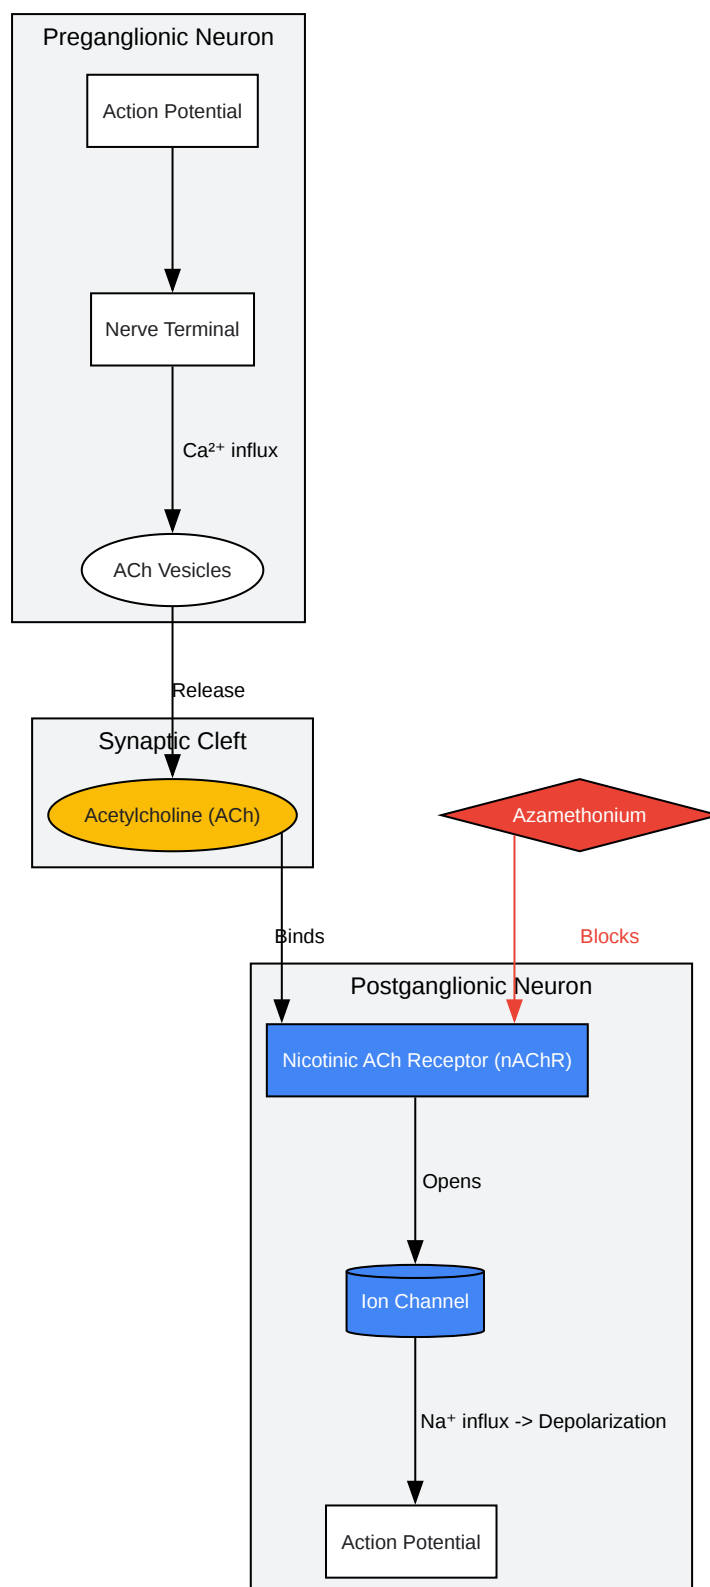 Preganglionic Neuron
Action Potential
Nerve Terminal
Ca²⁺ influx
ACh Vesicles
Release
Synaptic Cleft
Acetylcholine (ACh)
Azamethonium
Binds
Blocks
Postganglionic Neuron
Nicotinic ACh Receptor (nAChR)
Opens
Ion Channel
Na⁺ influx -> Depolarization
Action Potential